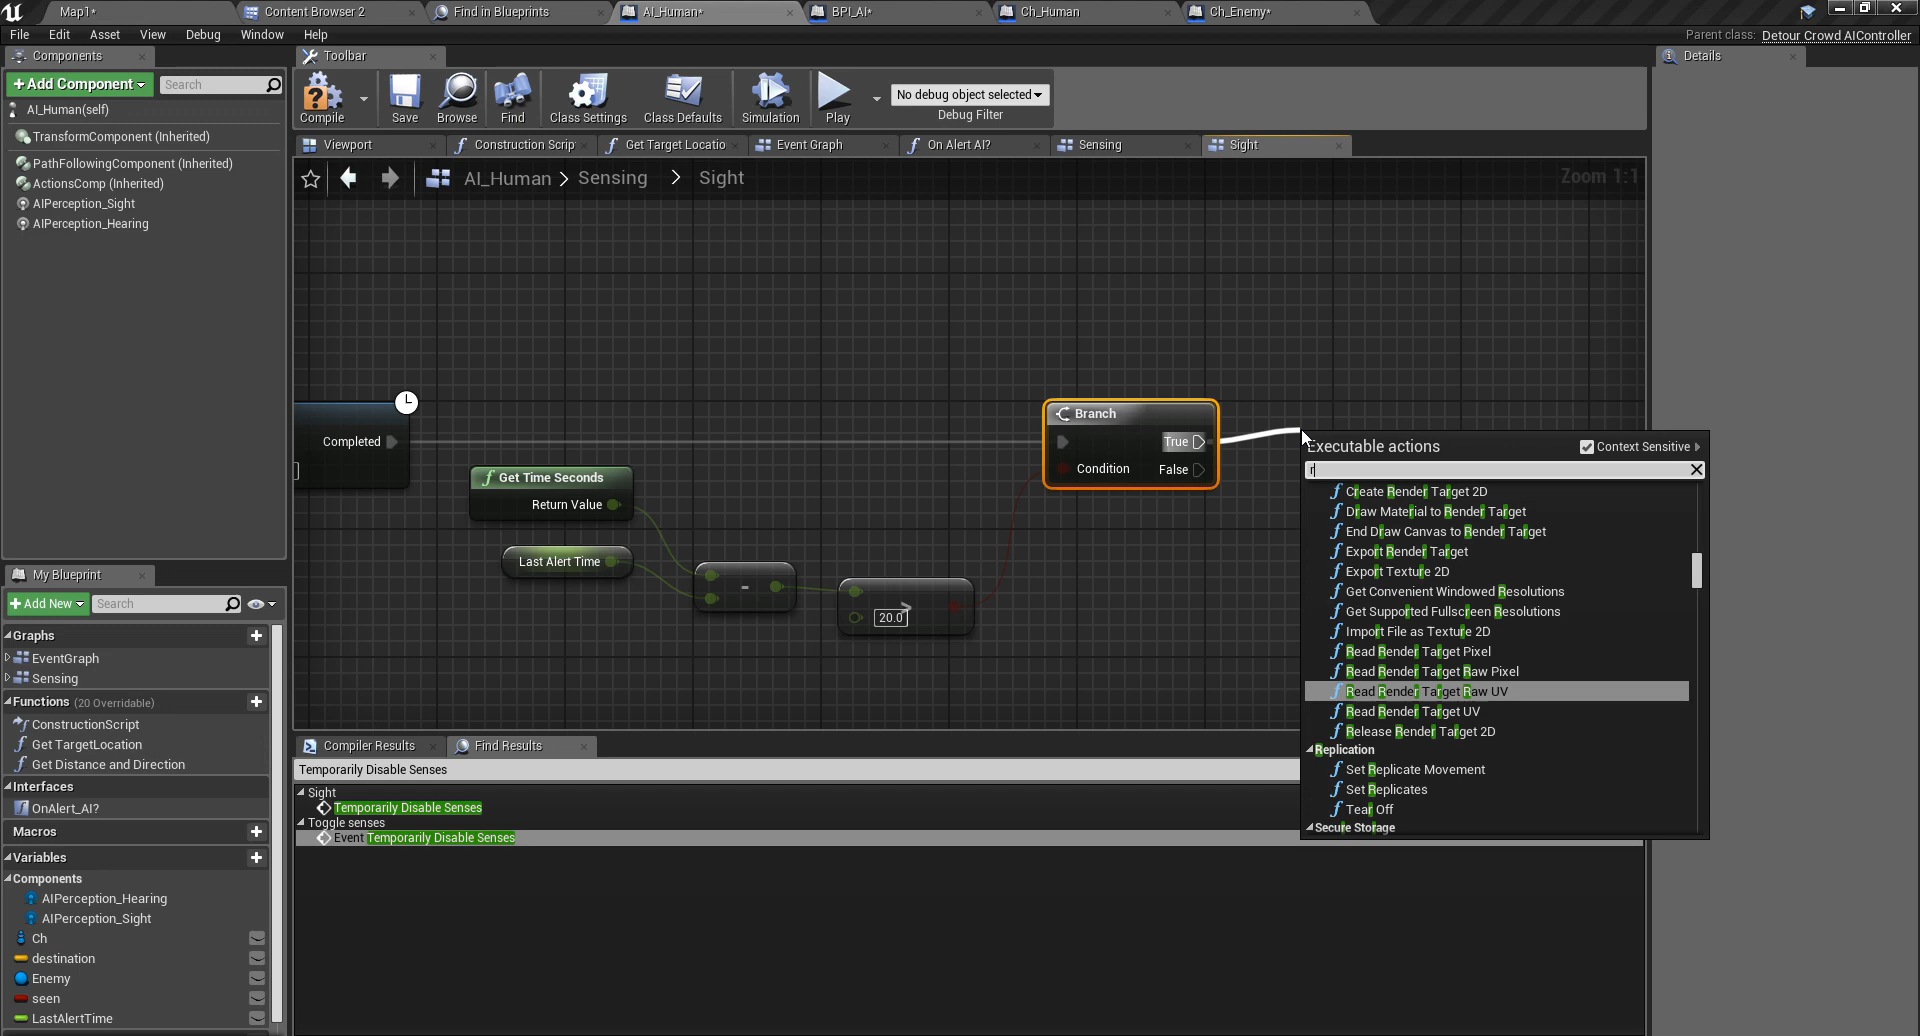 Map1*
Content Browser 2
Find in Blueprints
AI_Human*
BPI_AI*
Ch_Human
Ch_Enemy*
File Edit Asset View Debug Window Help
Parent class: Detour Crowd AIController
Components
Toolbar
Details
+ Add Component
Search
AI_Human(self)
TransformComponent (Inherited)
PathFollowingComponent (Inherited)
ActionsComp (Inherited)
AIPerception_Sight
AIPerception_Hearing
Compile
Save
Browse
Find
Class Settings
Class Defaults
Simulation
Play
No debug object selected
Debug Filter
Viewport
Construction Scrip
Get Target Locatio
Event Graph
On Alert AI?
Sensing
Sight
AI_Human > Sensing > Sight
Zoom 1:1
Completed
Get Time Seconds
Return Value
Last Alert Time
-
>
20.0
Branch
True
Condition
False
Executable actions
Context Sensitive
r
Create Render Target 2D
Draw Material to Render Target
End Draw Canvas to Render Target
Export Render Target
Export Texture 2D
Get Convenient Windowed Resolutions
Get Supported Fullscreen Resolutions
Import File as Texture 2D
Read Render Target Pixel
Read Render Target Raw Pixel
Read Render Target Raw UV
Read Render Target UV
Release Render Target 2D
Replication
Set Replicate Movement
Set Replicates
Tear Off
Secure Storage
My Blueprint
+ Add New
Search
Graphs
EventGraph
Sensing
Functions (20 Overridable)
ConstructionScript
Get TargetLocation
Get Distance and Direction
Interfaces
OnAlert_AI?
Macros
Variables
Components
AIPerception_Hearing
AIPerception_Sight
Ch
destination
Enemy
seen
LastAlertTime
Compiler Results
Find Results
Temporarily Disable Senses
Sight
Temporarily Disable Senses
Toggle senses
Event Temporarily Disable Senses